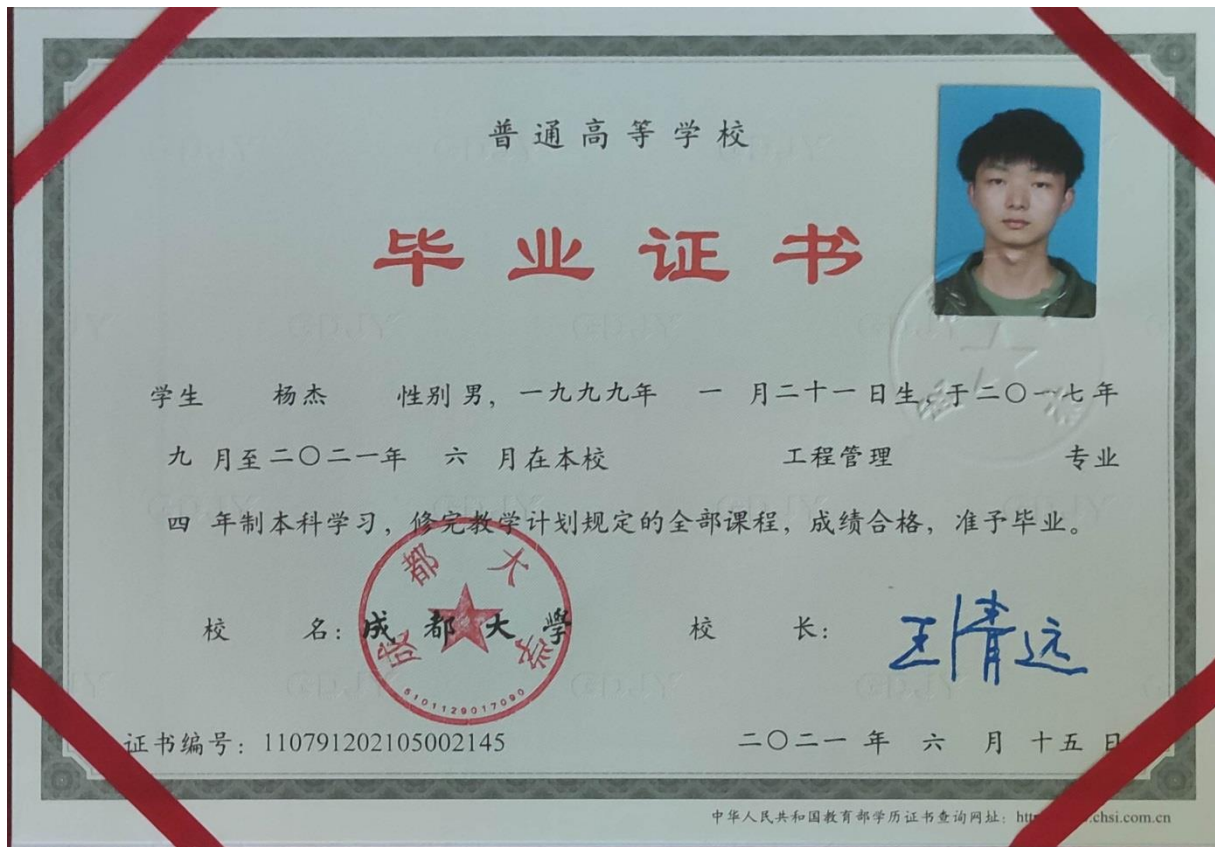 普通高等学校
毕业证书
学生 杨杰 性别 男，一九九九年 一 月二十一日生，于二〇一七年
九 月至二〇二一年 六 月在本校 工程管理 专业
四 年制本科学习，修完教学计划规定的全部课程，成绩合格，准予毕业。
校 名：成都大学
成都大学
5101129017090
校 长：王清远
证书编号：110791202105002145
二〇二一 年 六 月 十五 日
中华人民共和国教育部学历证书查询网址：htt .chsi.com.cn